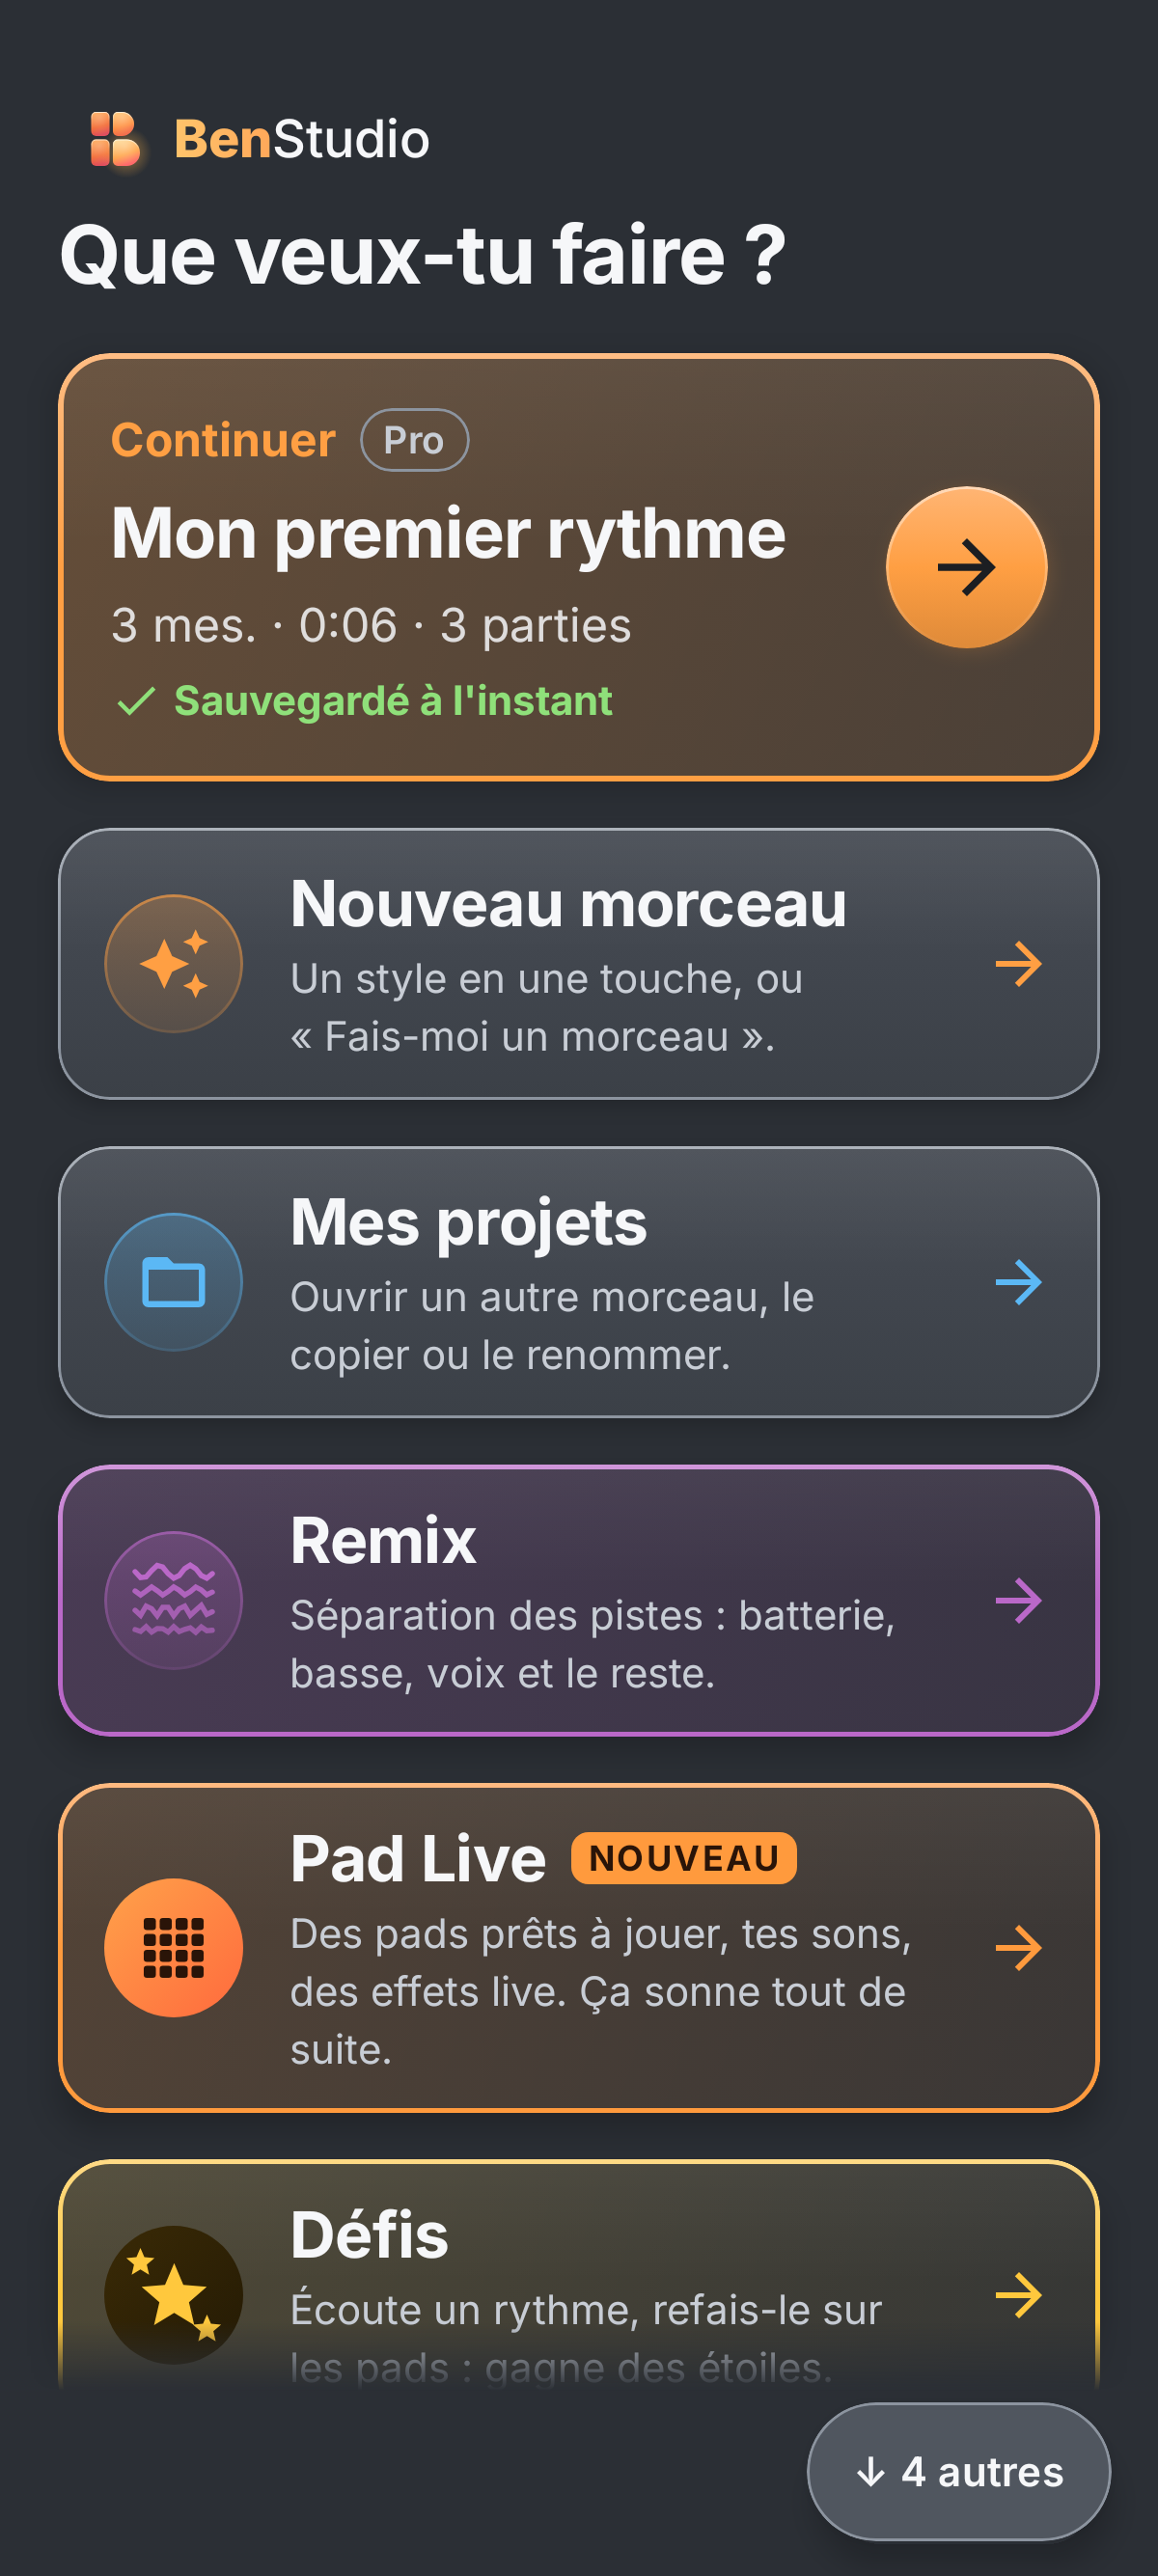 BenStudio
Que veux-tu faire ?
Continuer Pro
Mon premier rythme
3 mes. · 0:06 · 3 parties
Sauvegardé à l'instant
Nouveau morceau
Un style en une touche, ou
« Fais-moi un morceau ».
Mes projets
Ouvrir un autre morceau, le
copier ou le renommer.
Remix
Séparation des pistes : batterie,
basse, voix et le reste.
Pad Live NOUVEAU
Des pads prêts à jouer, tes sons,
des effets live. Ça sonne tout de
suite.
Défis
Écoute un rythme, refais-le sur
les pads : gagne des étoiles.
↓ 4 autres